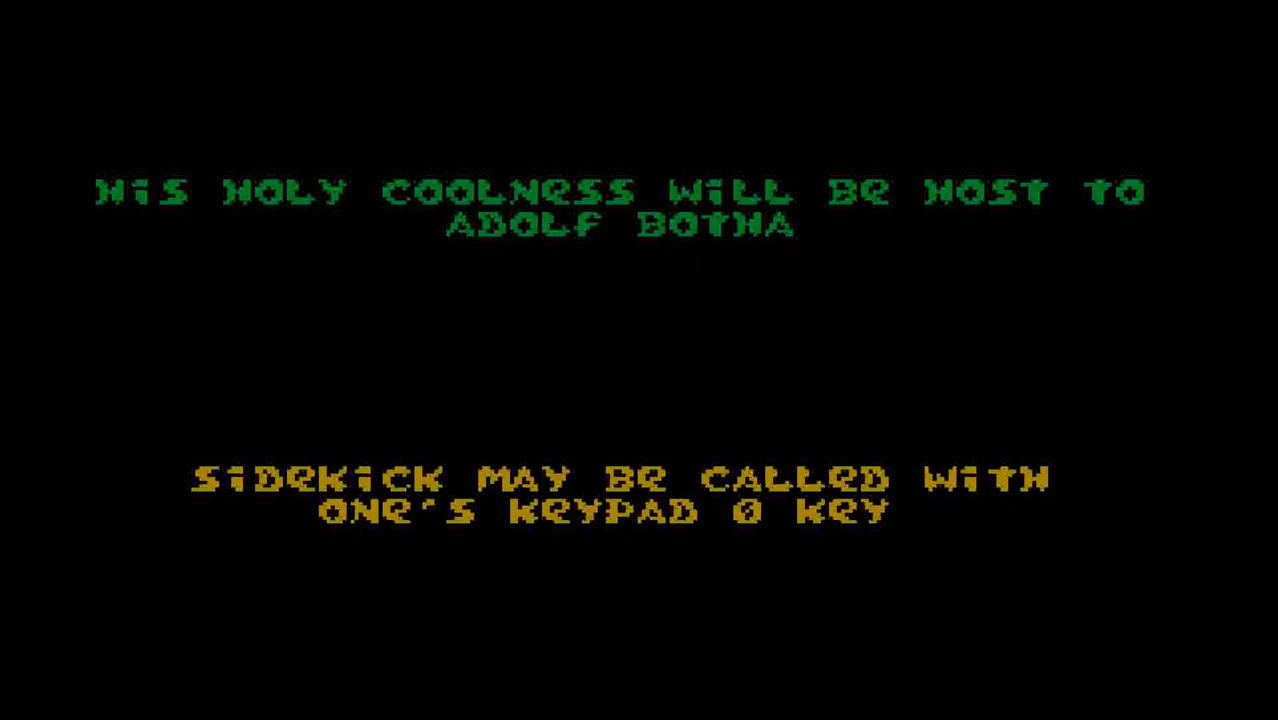 HiS HOLY COOLNeSS WiLL Be HOST TO
ADOLF BOTHA
SiDeKiCK MAY Be CALLeD WiTH
ONe'S KeYPAD 0 KeY